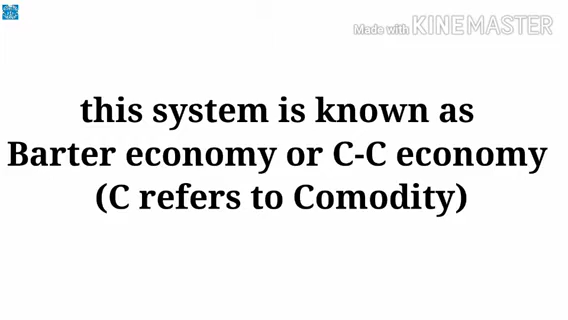 Made with KINEMASTER
this system is known as
Barter economy or C-C economy
(C refers to Comodity)